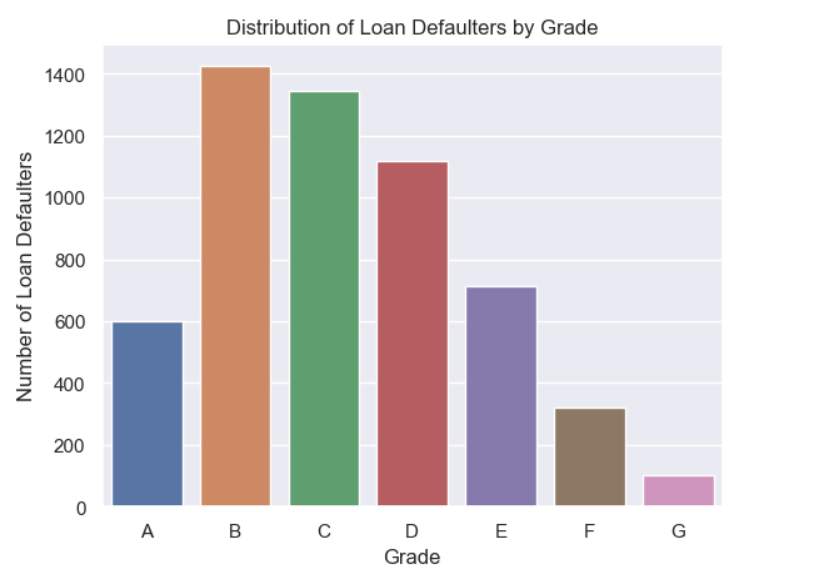 Distribution of Loan Defaulters by Grade
Number of Loan Defaulters
1400
1200
1000
800
600
400
200
0
A B C D E F G
Grade